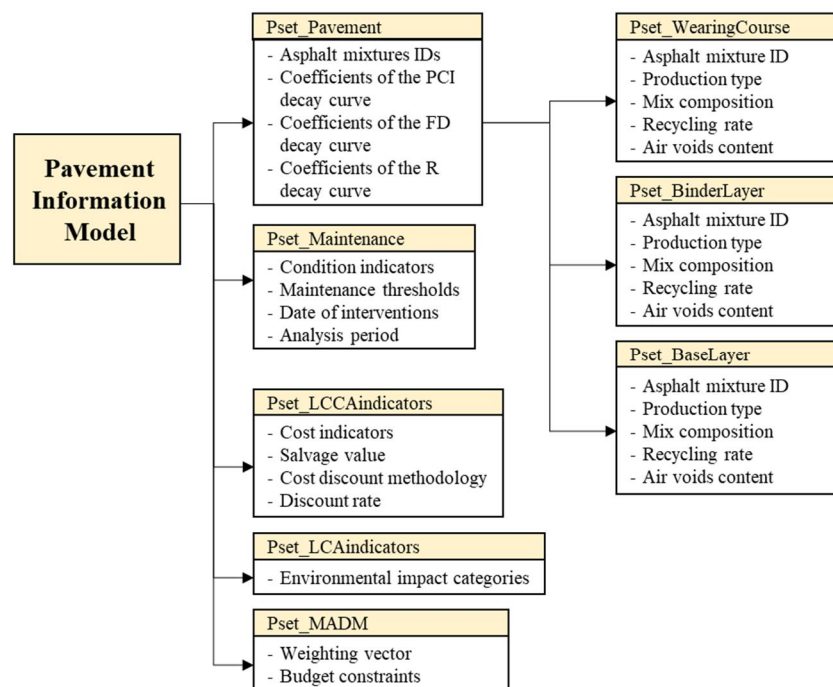 Pavement
Information
Model
Pset_Pavement
- Asphalt mixtures IDs
- Coefficients of the PCI
decay curve
- Coefficients of the FD
decay curve
- Coefficients of the R
decay curve
Pset_Maintenance
- Condition indicators
- Maintenance thresholds
- Date of interventions
- Analysis period
Pset_LCCAindicators
- Cost indicators
- Salvage value
- Cost discount methodology
- Discount rate
Pset_LCAindicators
- Environmental impact categories
Pset_MADM
- Weighting vector
- Budget constraints
Pset_WearingCourse
- Asphalt mixture ID
- Production type
- Mix composition
- Recycling rate
- Air voids content
Pset_BinderLayer
- Asphalt mixture ID
- Production type
- Mix composition
- Recycling rate
- Air voids content
Pset_BaseLayer
- Asphalt mixture ID
- Production type
- Mix composition
- Recycling rate
- Air voids content